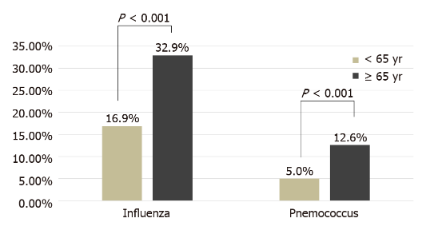 P < 0.001
35.00%
32.9%
30.00%
< 65 yr
≥ 65 yr
25.00%
P < 0.001
20.00%
16.9%
15.00%
12.6%
10.00%
5.0%
5.00%
0.00%
Influenza
Pnemococcus